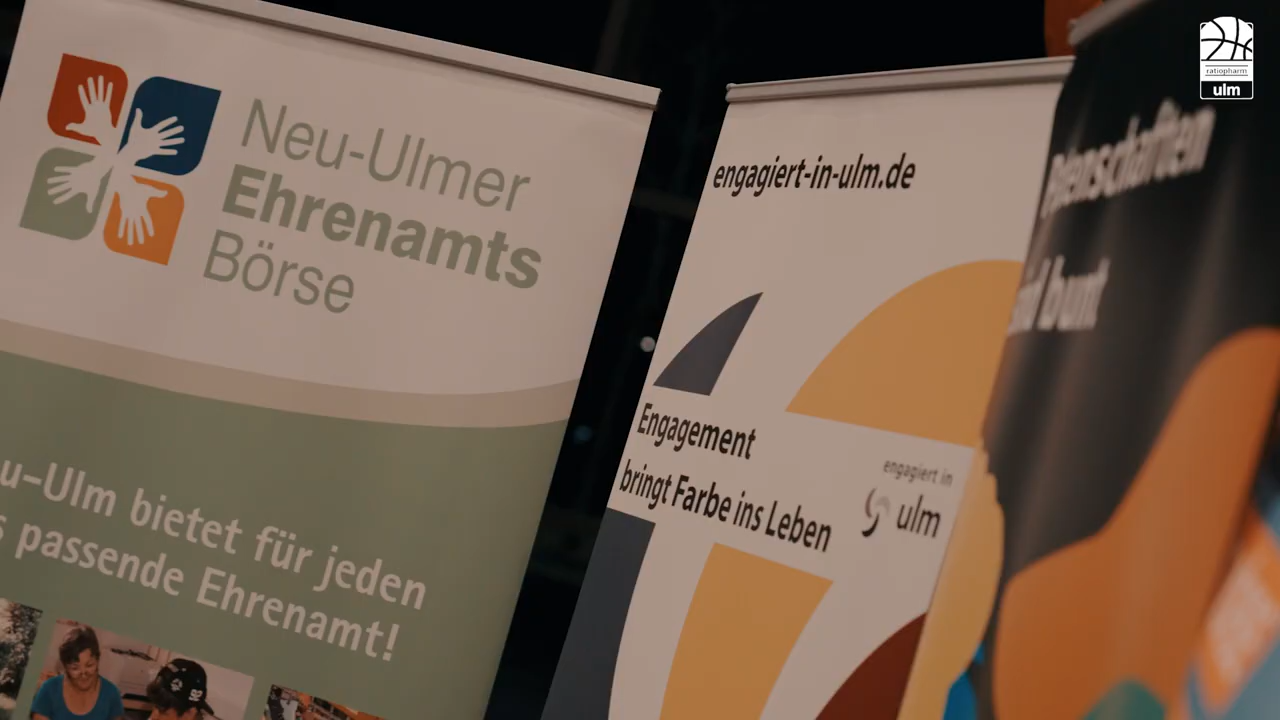 Neu-Ulmer
Ehrenamts
Börse
u-Ulm bietet für jeden
s passende Ehrenamt!
engagiert-in-ulm.de
Engagement
bringt Farbe ins Leben
engagiert in
ulm
bunt
ratiopharm
ulm